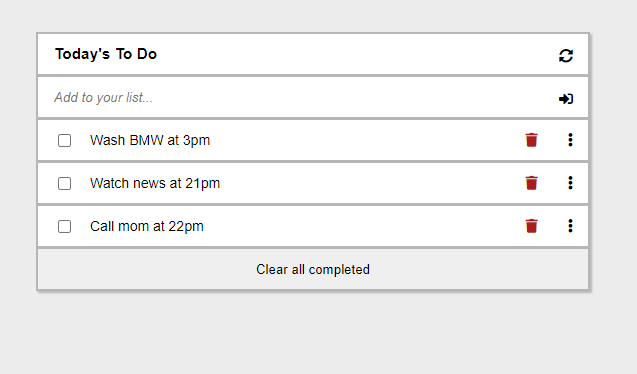 Today's To Do
Add to your list...
Wash BMW at 3pm
Watch news at 21pm
Call mom at 22pm
Clear all completed